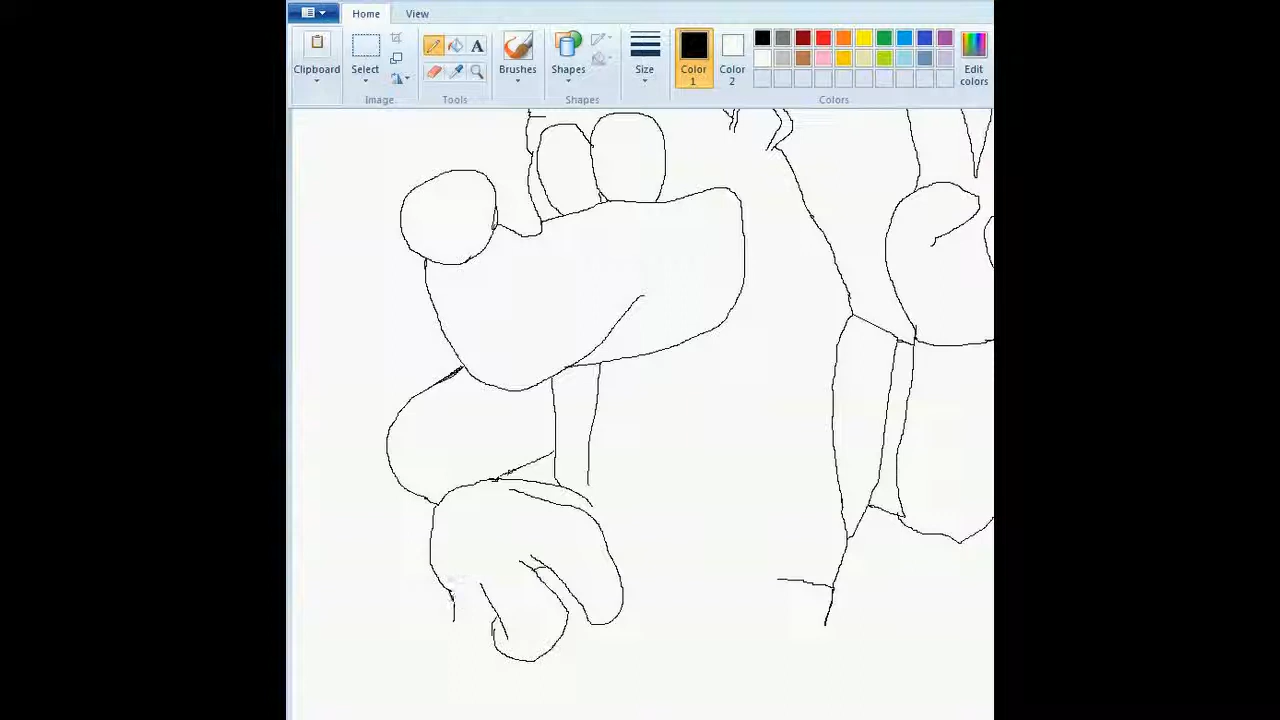 Home View
Clipboard Select Brushes Shapes Size Color 1 Color 2 Edit colors
A
Image Tools Shapes Colors